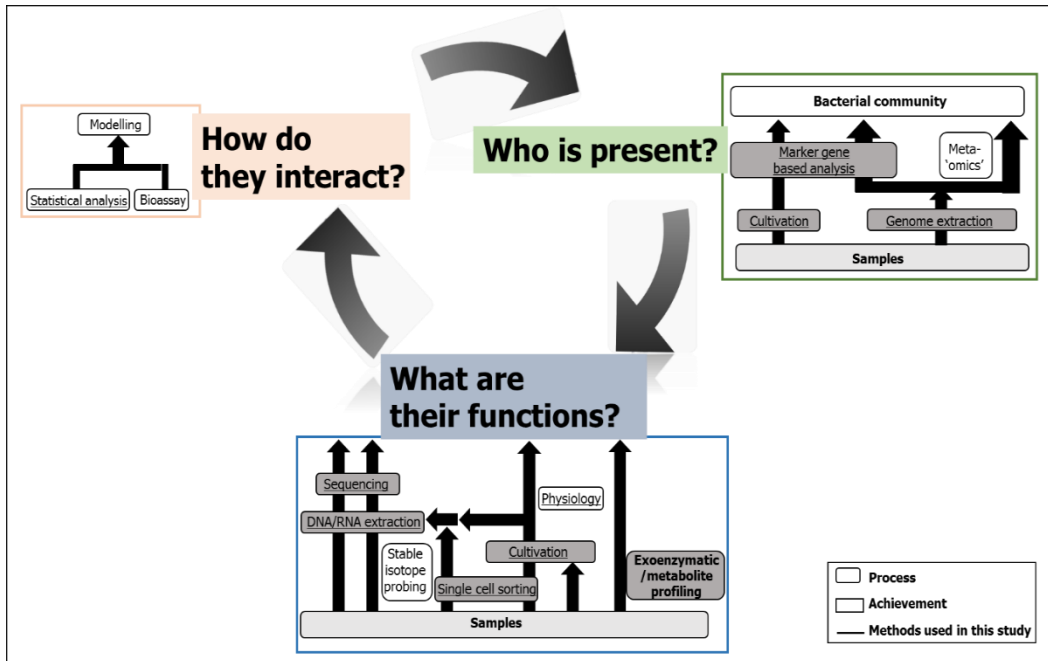 How do
they interact?
Modelling
Statistical analysis
Bioassay
Who is present?
Bacterial community
Marker gene
based analysis
Meta-
‘omics’
Cultivation
Genome extraction
Samples
What are
their functions?
Sequencing
DNA/RNA extraction
Stable
isotope
probing
Single cell sorting
Physiology
Cultivation
Exoenzymatic
/metabolite
profiling
Samples
Process
Achievement
Methods used in this study